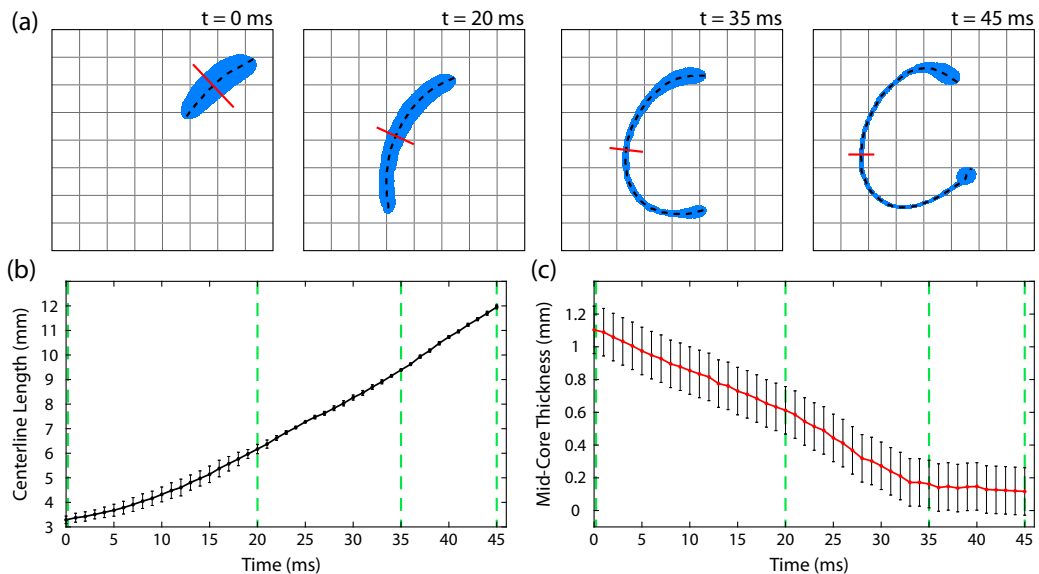 (a)
t = 0 ms
t = 20 ms
t = 35 ms
t = 45 ms
(b)
Centerline Length (mm)
12
11
10
9
8
7
6
5
4
3
0 5 10 15 20 25 30 35 40 45
Time (ms)
(c)
Mid-Core Thickness (mm)
1.2
1
0.8
0.6
0.4
0.2
0
0 5 10 15 20 25 30 35 40 45
Time (ms)